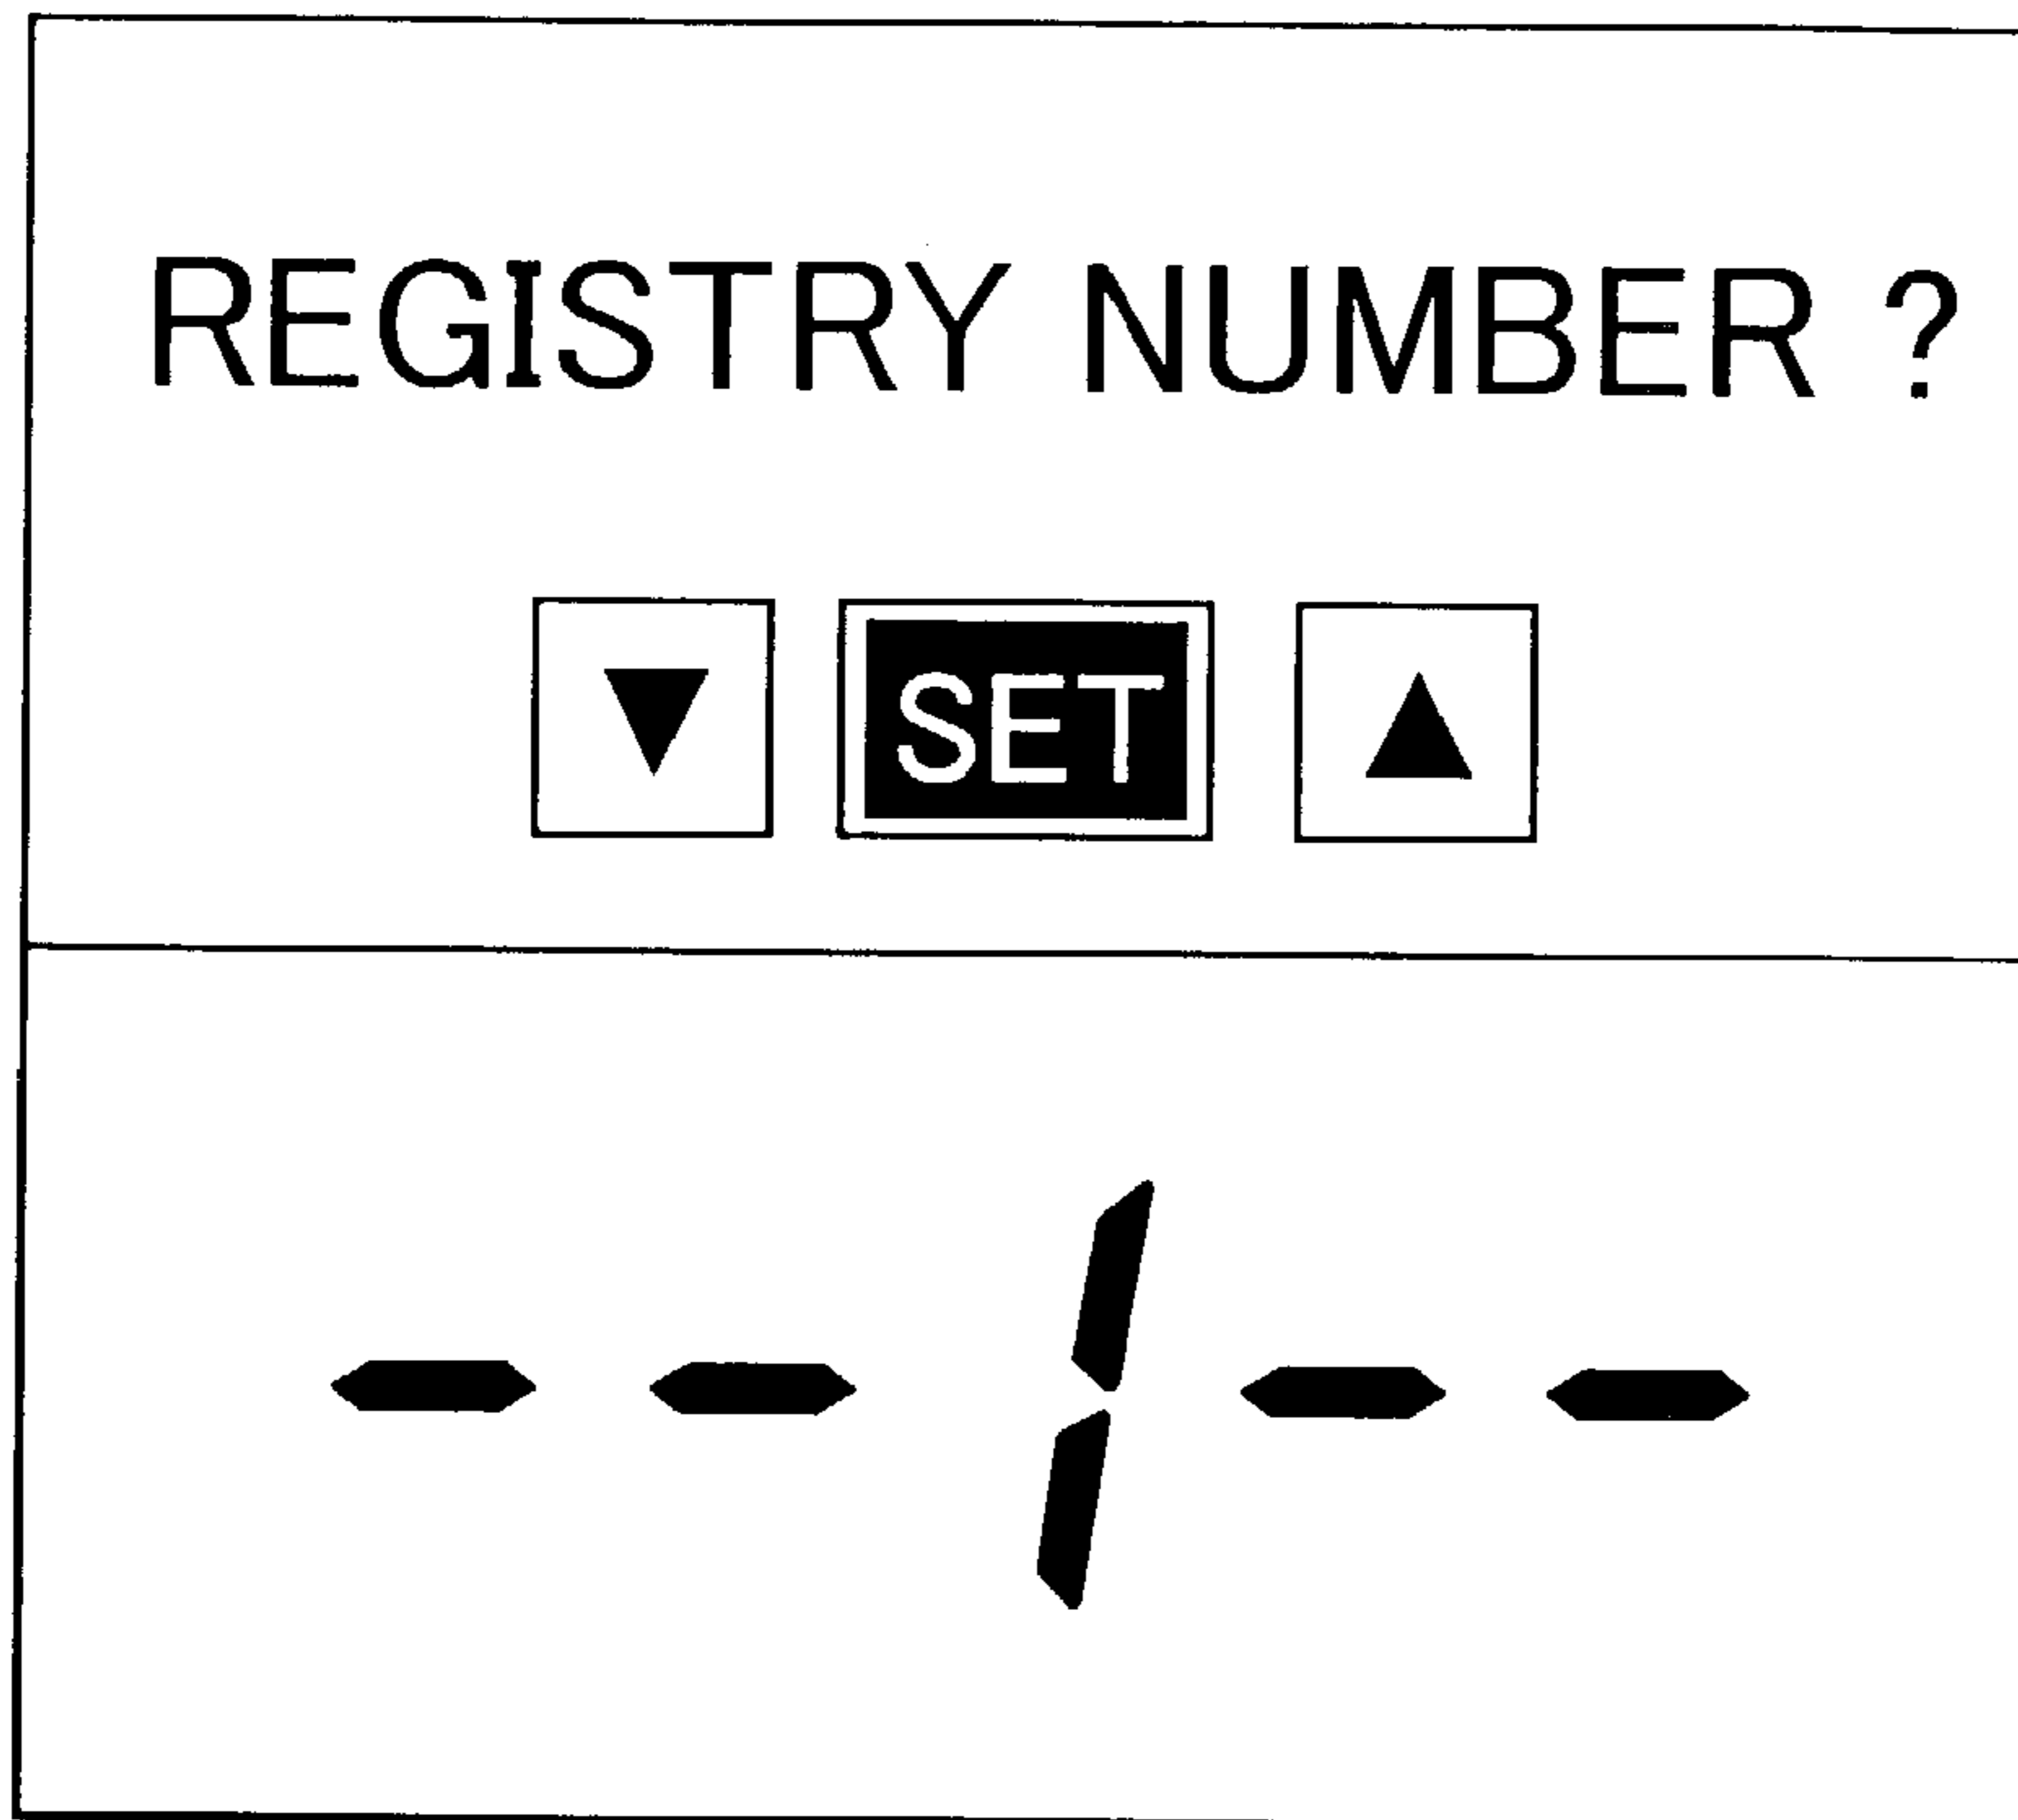 REGISTRY NUMBER ?
▼ SET ▲
--1--